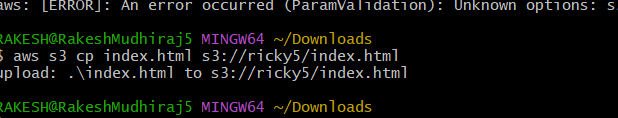 aws: [ERROR]: An error occurred (ParamValidation): Unknown options: s
RAKESH@RakeshMudhiraj5 MINGW64 ~/Downloads
$ aws s3 cp index.html s3://ricky5/index.html
upload: .\index.html to s3://ricky5/index.html
RAKESH@RakeshMudhiraj5 MINGW64 ~/Downloads